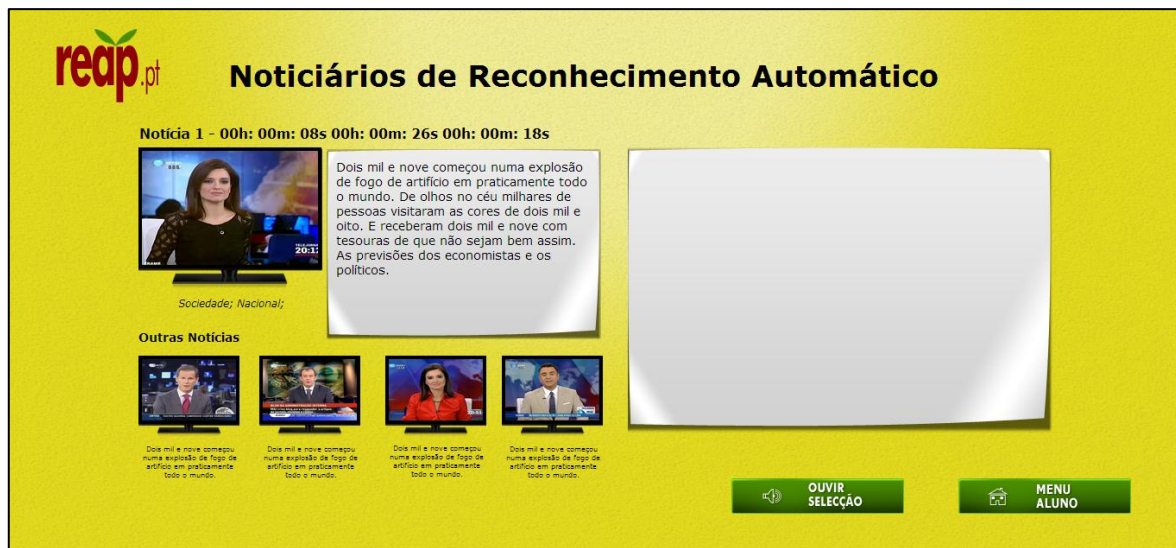 reap.pt
Noticiários de Reconhecimento Automático
Notícia 1 - 00h: 00m: 08s 00h: 00m: 26s 00h: 00m: 18s
Dois mil e nove começou numa explosão
de fogo de artifício em praticamente todo
o mundo. De olhos no céu milhares de
pessoas visitaram as cores de dois mil e
oito. E receberam dois mil e nove com
tesouras de que não sejam bem assim.
As previsões dos economistas e os
políticos.
Sociedade; Nacional;
Outras Notícias
Dois mil e nove começou
numa explosão de fogo de
artifício em praticamente
todo o mundo.
Dois mil e nove começou
numa explosão de fogo de
artifício em praticamente
todo o mundo.
Dois mil e nove começou
numa explosão de fogo de
artifício em praticamente
todo o mundo.
Dois mil e nove começou
numa explosão de fogo de
artifício em praticamente
todo o mundo.
OUVIR
SELECÇÃO
MENU
ALUNO